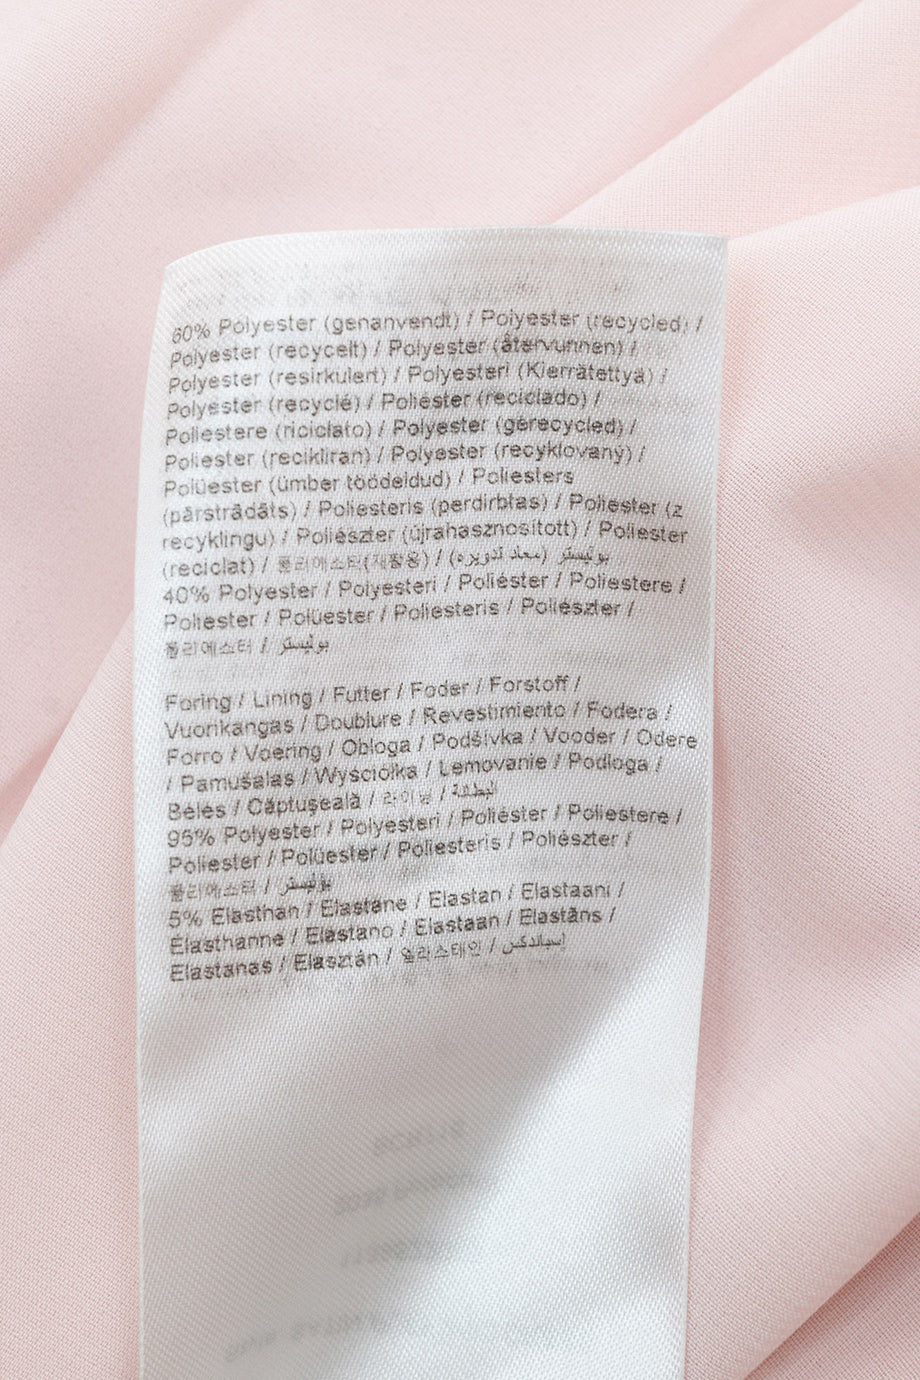 60% Polyester (genanvendt) / Polyester (recycled) /
Polyester (recycelt) / Polyester (återvunnen) /
Polyester (resirkulert) / Polyesteri (Kierrätettyä) /
Polyester (recyclé) / Poliéster (reciclado) /
Poliestere (riciclato) / Polyester (gerecycled) /
Poliester (recikliran) / Polyester (recyklovaný) /
Polüester (ümber töödeldud) / Poliesters
(pārstrādāts) / Poliesteris (perdirbtas) / Poliester (z
recyklingu) / Poliészter (újrahasznosított) / Poliester
(reciclat) / 폴리에스터(재활용) / بوليستر (معاد تدويره)
40% Polyester / Polyesteri / Poliéster / Poliestere /
Poliester / Polüester / Poliesteris / Poliészter /
폴리에스터 / بوليستر
Foring / Lining / Futter / Foder / Forstoff /
Vuorikangas / Doublure / Revestimiento / Fodera /
Forro / Voering / Obloga / Podšívka / Vooder / Odere
/ Pamušalas / Wysciólka / Lemovanie / Podloga /
Béles / Căptuşeală / 라이닝 / البطانة
95% Polyester / Polyesteri / Poliéster / Poliestere /
Poliester / Polüester / Poliesteris / Poliészter /
폴리에스터 / بوليستر
5% Elasthan / Elastane / Elastan / Elastaani /
Élasthanne / Elastano / Elastaan / Elastāns /
Elastanas / Elasztán / 엘라스테인 / إسباندكس